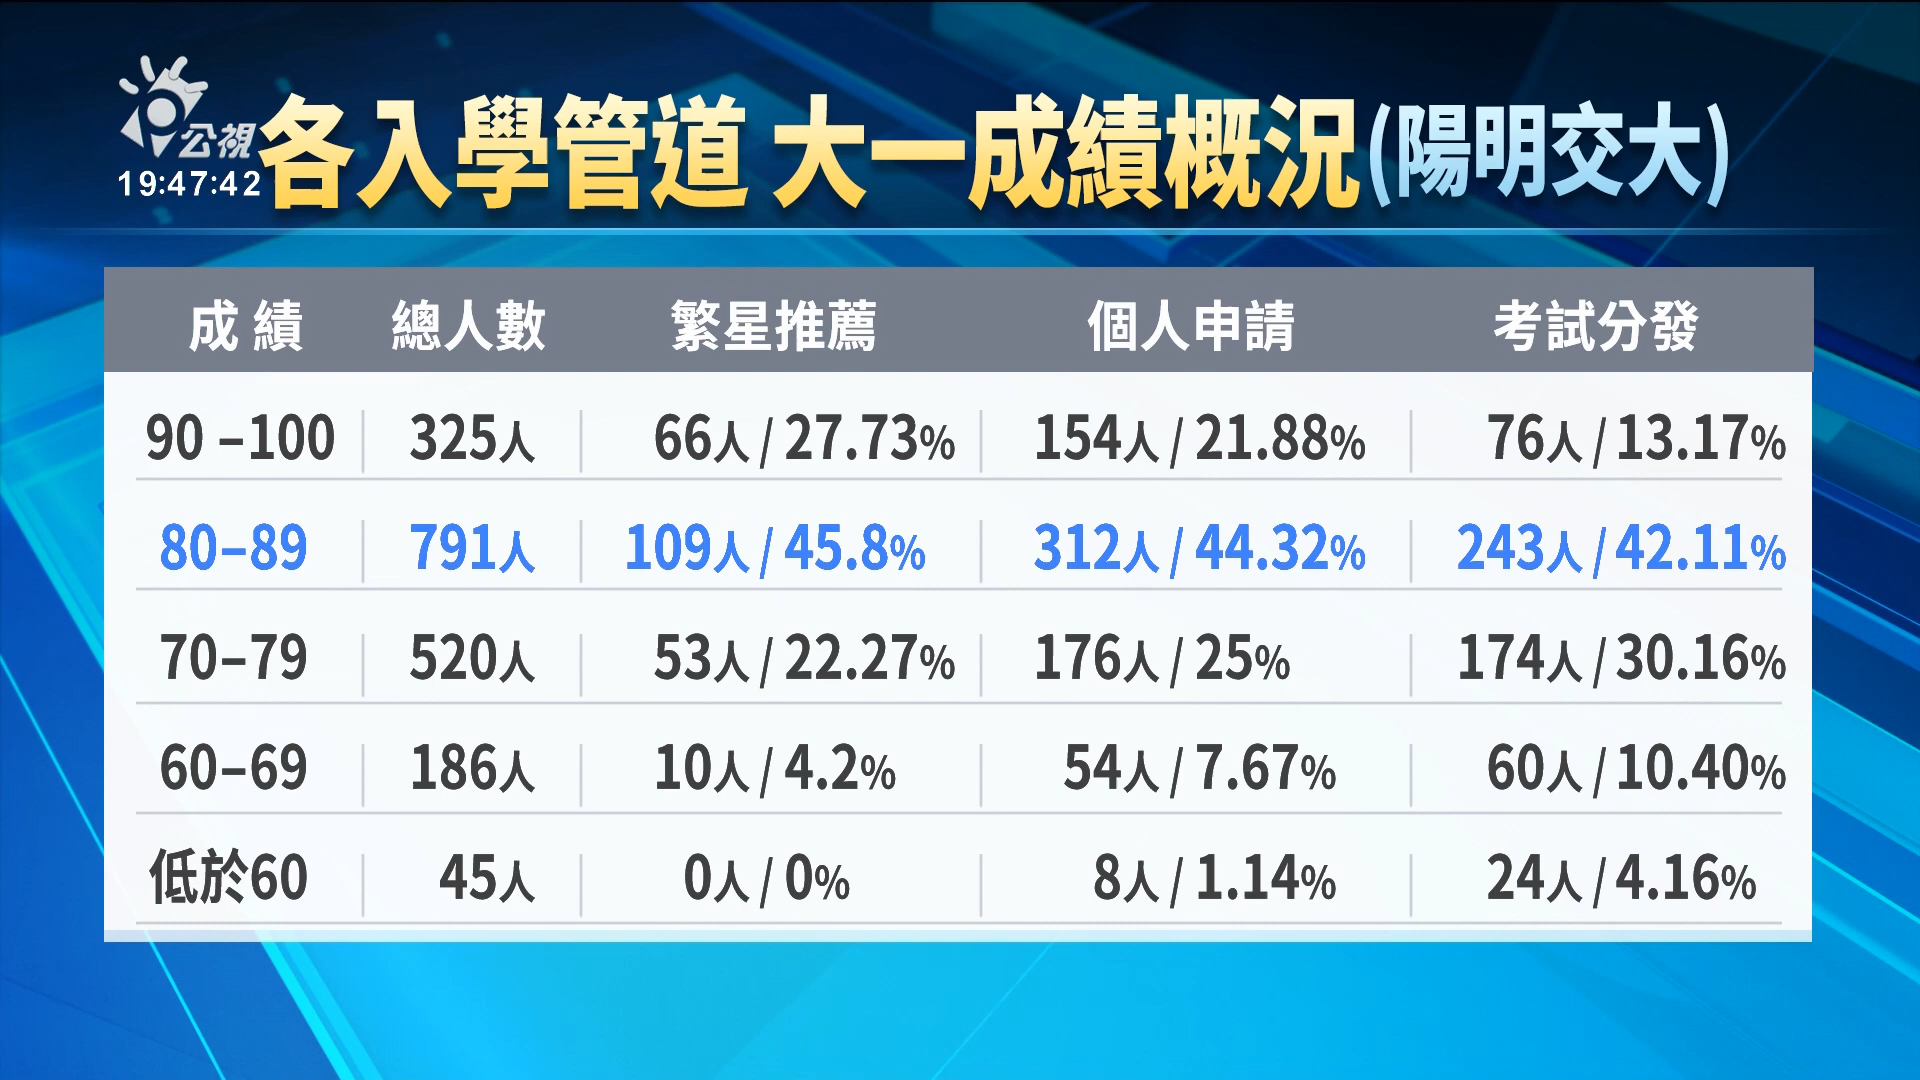 公視
19:47:42
各入學管道 大一成績概況(陽明交大)
成績 總人數 繁星推薦 個人申請 考試分發
90－100 325人 66人/27.73% 154人/21.88% 76人/13.17%
80－89 791人 109人/45.8% 312人/44.32% 243人/42.11%
70－79 520人 53人/22.27% 176人/25% 174人/30.16%
60－69 186人 10人/4.2% 54人/7.67% 60人/10.40%
低於60 45人 0人/0% 8人/1.14% 24人/4.16%